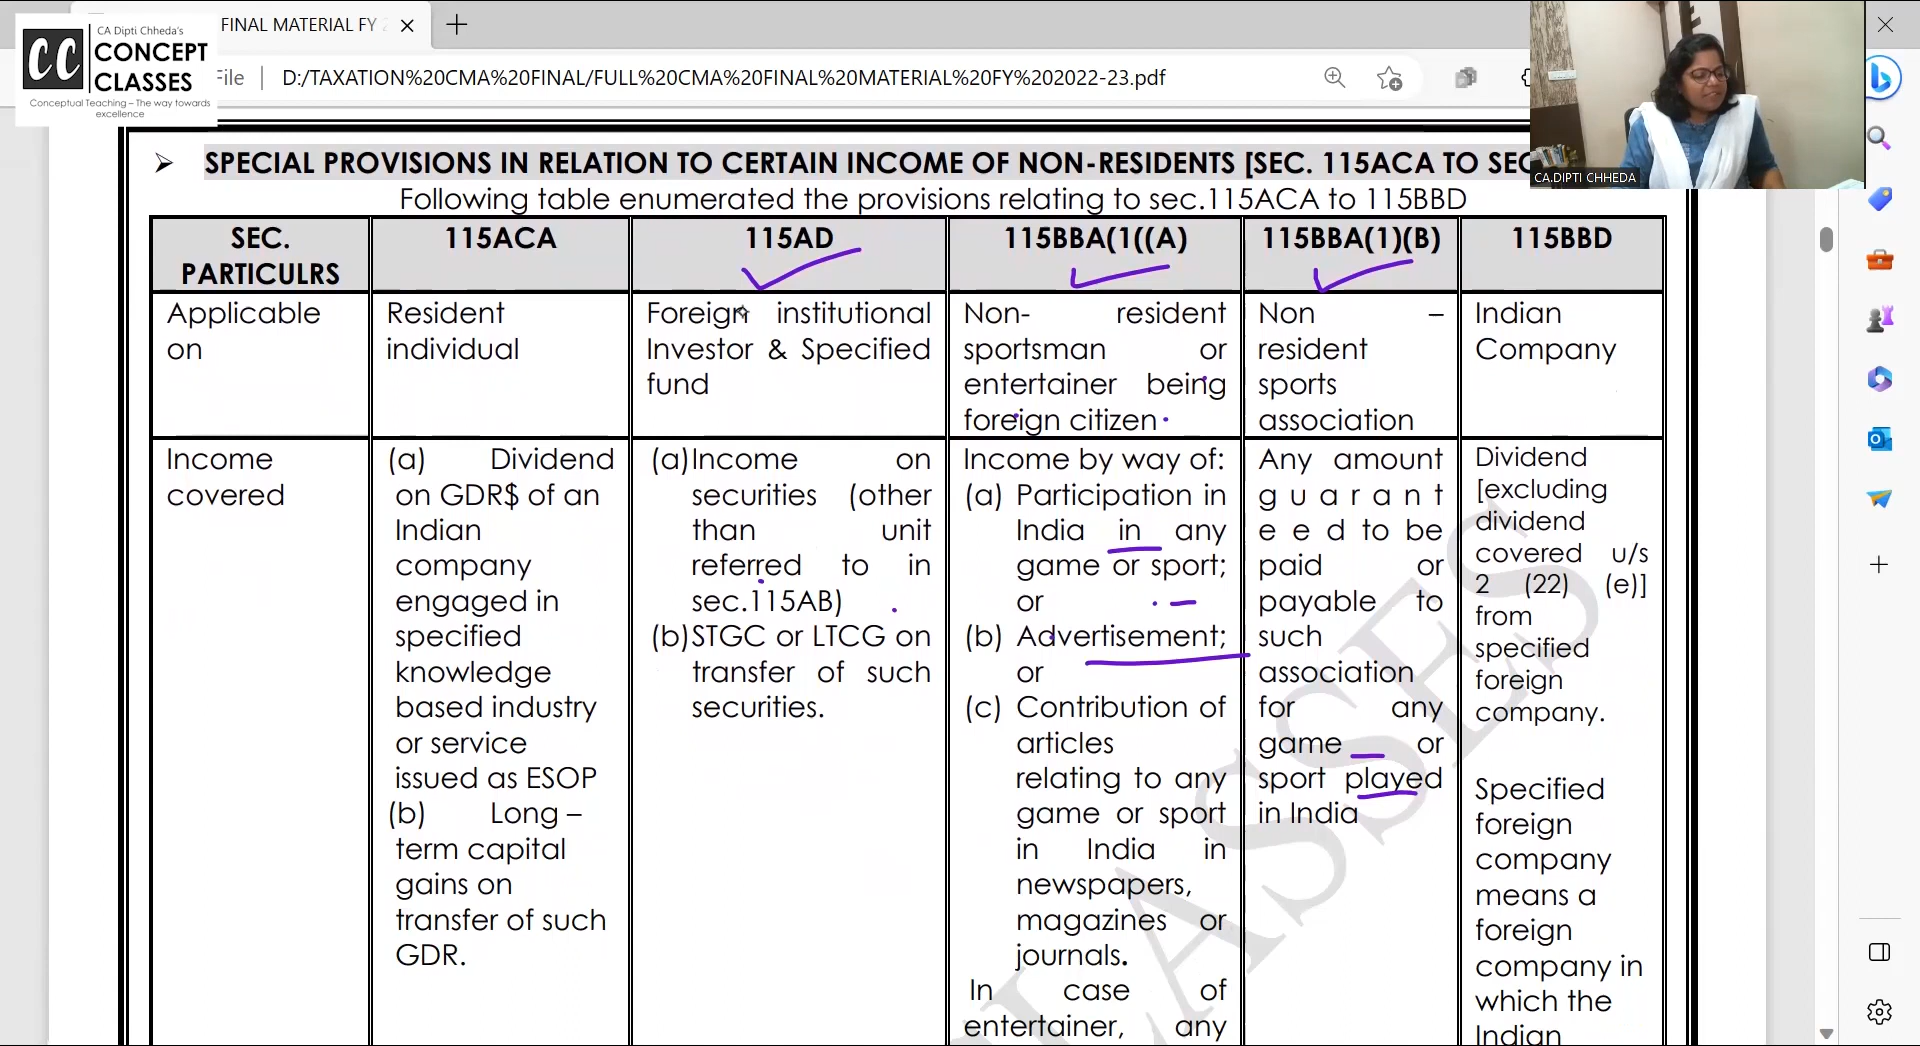 FINAL MATERIAL FY 2
CC
CA Dipti Chheda's
CONCEPT
CLASSES
Conceptual Teaching – The way towards
excellence
File
D:/TAXATION%20CMA%20FINAL/FULL%20CMA%20FINAL%20MATERIAL%20FY%202022-23.pdf
CA.DIPTI CHHEDA
SPECIAL PROVISIONS IN RELATION TO CERTAIN INCOME OF NON-RESIDENTS [SEC. 115ACA TO SEC
Following table enumerated the provisions relating to sec.115ACA to 115BBD
SEC.
PARTICULRS
115ACA
115AD
115BBA(1((A)
115BBA(1)(B)
115BBD
Applicable
on
Resident
individual
Foreign institutional
Investor & Specified
fund
Non- resident
sportsman or
entertainer being
foreign citizen
Non –
resident
sports
association
Indian
Company
Income
covered
(a) Dividend
on GDR$ of an
Indian
company
engaged in
specified
knowledge
based industry
or service
issued as ESOP
(b) Long –
term capital
gains on
transfer of such
GDR.
(a)Income on
securities (other
than unit
referred to in
sec.115AB)
(b)STGC or LTCG on
transfer of such
securities.
Income by way of:
(a) Participation in
India in any
game or sport;
or
(b) Advertisement;
or
(c) Contribution of
articles
relating to any
game or sport
in India in
newspapers,
magazines or
journals.
In case of
entertainer, any
Any amount
g u a r a n t
e e d to be
paid or
payable to
such
association
for any
game or
sport played
in India
Dividend
[excluding
dividend
covered u/s
2 (22) (e)]
from
specified
foreign
company.
Specified
foreign
company
means a
foreign
company in
which the
Indian
CLASSES